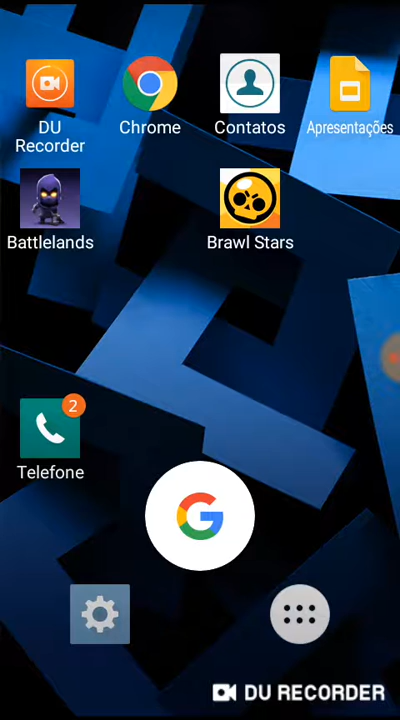 DU
Recorder
Chrome
Contatos
Apresentações
Battlelands
Brawl Stars
2
Telefone
G
DU RECORDER